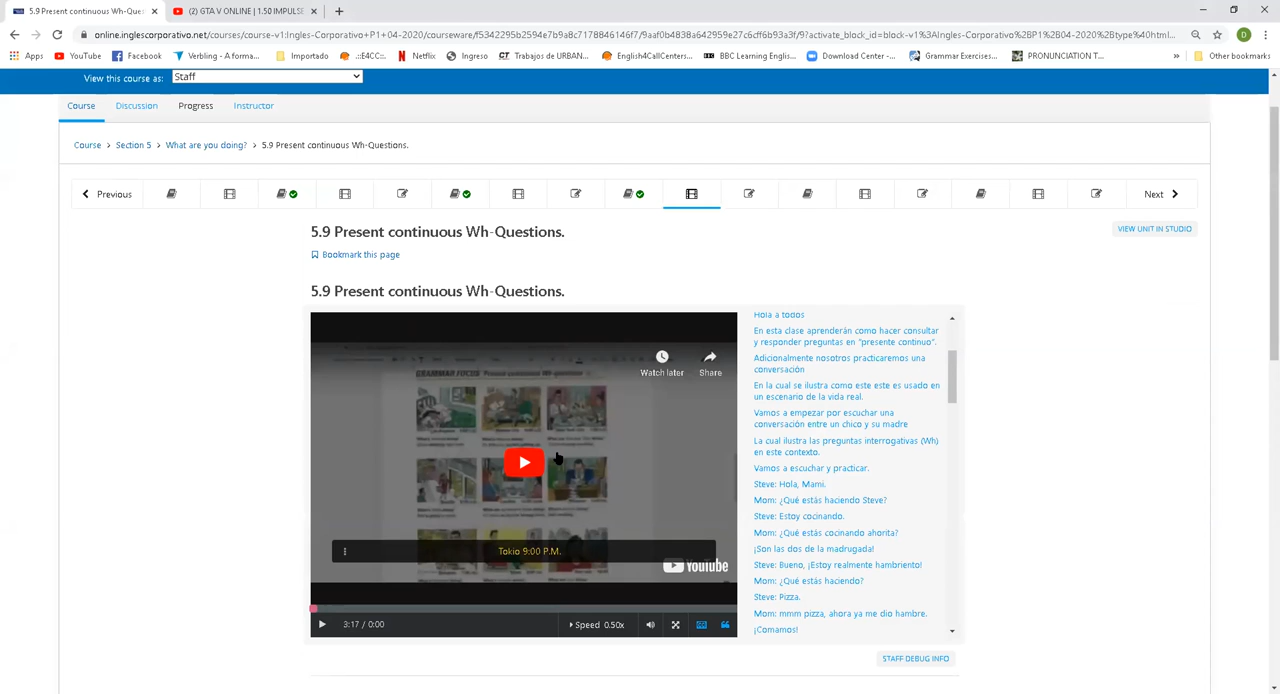 5.9 Present continuous Wh-Ques
(2) GTA V ONLINE | 1.50 IMPULSE
online.inglescorporativo.net/courses/course-v1:Ingles-Corporativo+P1+04-2020/courseware/f5342295b2594e7b9a8c7178846146f7/9aaf0b4838a642959e27c6cff6b93a3f/9?activate_block_id=block-v1%3AIngles-Corporativo%2BP1%2B04-2020%2Btype%40html...
D
Apps YouTube Facebook Verbling - A forma... Importado .::E4CC::. Netflix Ingreso Trabajos de URBAN... English4CallCenters... BBC Learning Englis... Download Center -... Grammar Exercises... PRONUNCIATION T... » Other bookmarks
View this course as: Staff
Course Discussion Progress Instructor
Course > Section 5 > What are you doing? > 5.9 Present continuous Wh-Questions.
Previous Next
5.9 Present continuous Wh-Questions.
VIEW UNIT IN STUDIO
Bookmark this page
5.9 Present continuous Wh-Questions.
GRAMMAR FOCUS
Watch later Share
Tokio 9:00 P.M.
YouTube
3:17 / 0:00 Speed 0.50x
Hola a todos
En esta clase aprenderán como hacer consultar
y responder preguntas en "presente continuo".
Adicionalmente nosotros practicaremos una
conversación
En la cual se ilustra como este este es usado en
un escenario de la vida real.
Vamos a empezar por escuchar una
conversación entre un chico y su madre
La cual ilustra las preguntas interrogativas (Wh)
en este contexto.
Vamos a escuchar y practicar.
Steve: Hola, Mami.
Mom: ¿Qué estás haciendo Steve?
Steve: Estoy cocinando.
Mom: ¿Qué estás cocinando ahorita?
¡Son las dos de la madrugada!
Steve: Bueno, ¡Estoy realmente hambriento!
Mom: ¿Qué estás haciendo?
Steve: Pizza.
Mom: mmm pizza, ahora ya me dio hambre.
¡Comamos!
STAFF DEBUG INFO